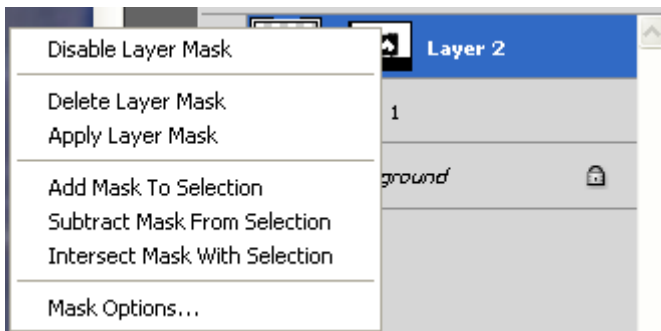 Disable Layer Mask
Layer 2
Delete Layer Mask
1
Apply Layer Mask
Add Mask To Selection
ground
Subtract Mask From Selection
Intersect Mask With Selection
Mask Options...